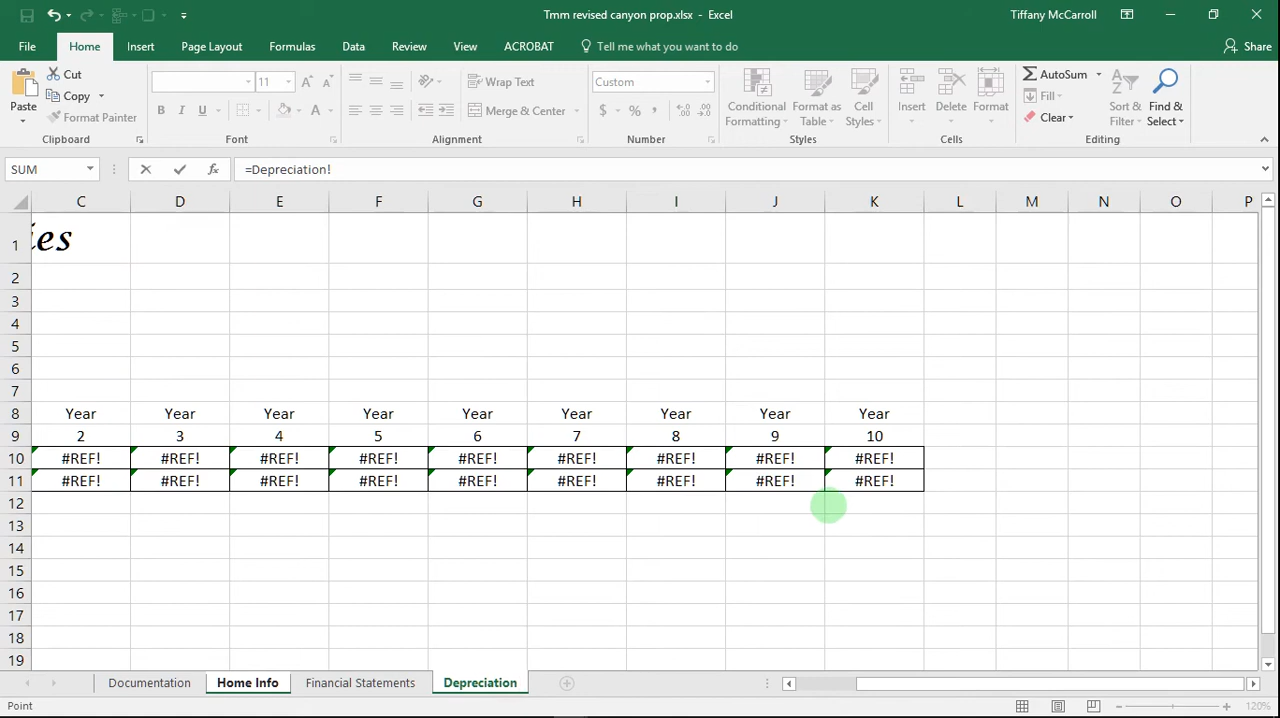 Tmm revised canyon prop.xlsx - Excel
Tiffany McCarroll
File Home Insert Page Layout Formulas Data Review View ACROBAT Tell me what you want to do Share
Paste
Cut
Copy
Format Painter
Clipboard
11
B I U
Font
Wrap Text
Merge & Center
Alignment
Custom
$ % ,
Number
Conditional Formatting
Format as Table
Cell Styles
Styles
Insert Delete Format
Cells
AutoSum
Fill
Clear
Sort & Filter
Find & Select
Editing
SUM fx =Depreciation!
C D E F G H I J K L M N O P
1 ies
2
3
4
5
6
7
8 Year Year Year Year Year Year Year Year Year
9 2 3 4 5 6 7 8 9 10
10 #REF! #REF! #REF! #REF! #REF! #REF! #REF! #REF! #REF!
11 #REF! #REF! #REF! #REF! #REF! #REF! #REF! #REF! #REF!
12
13
14
15
16
17
18
19
Documentation Home Info Financial Statements Depreciation
Point 120%